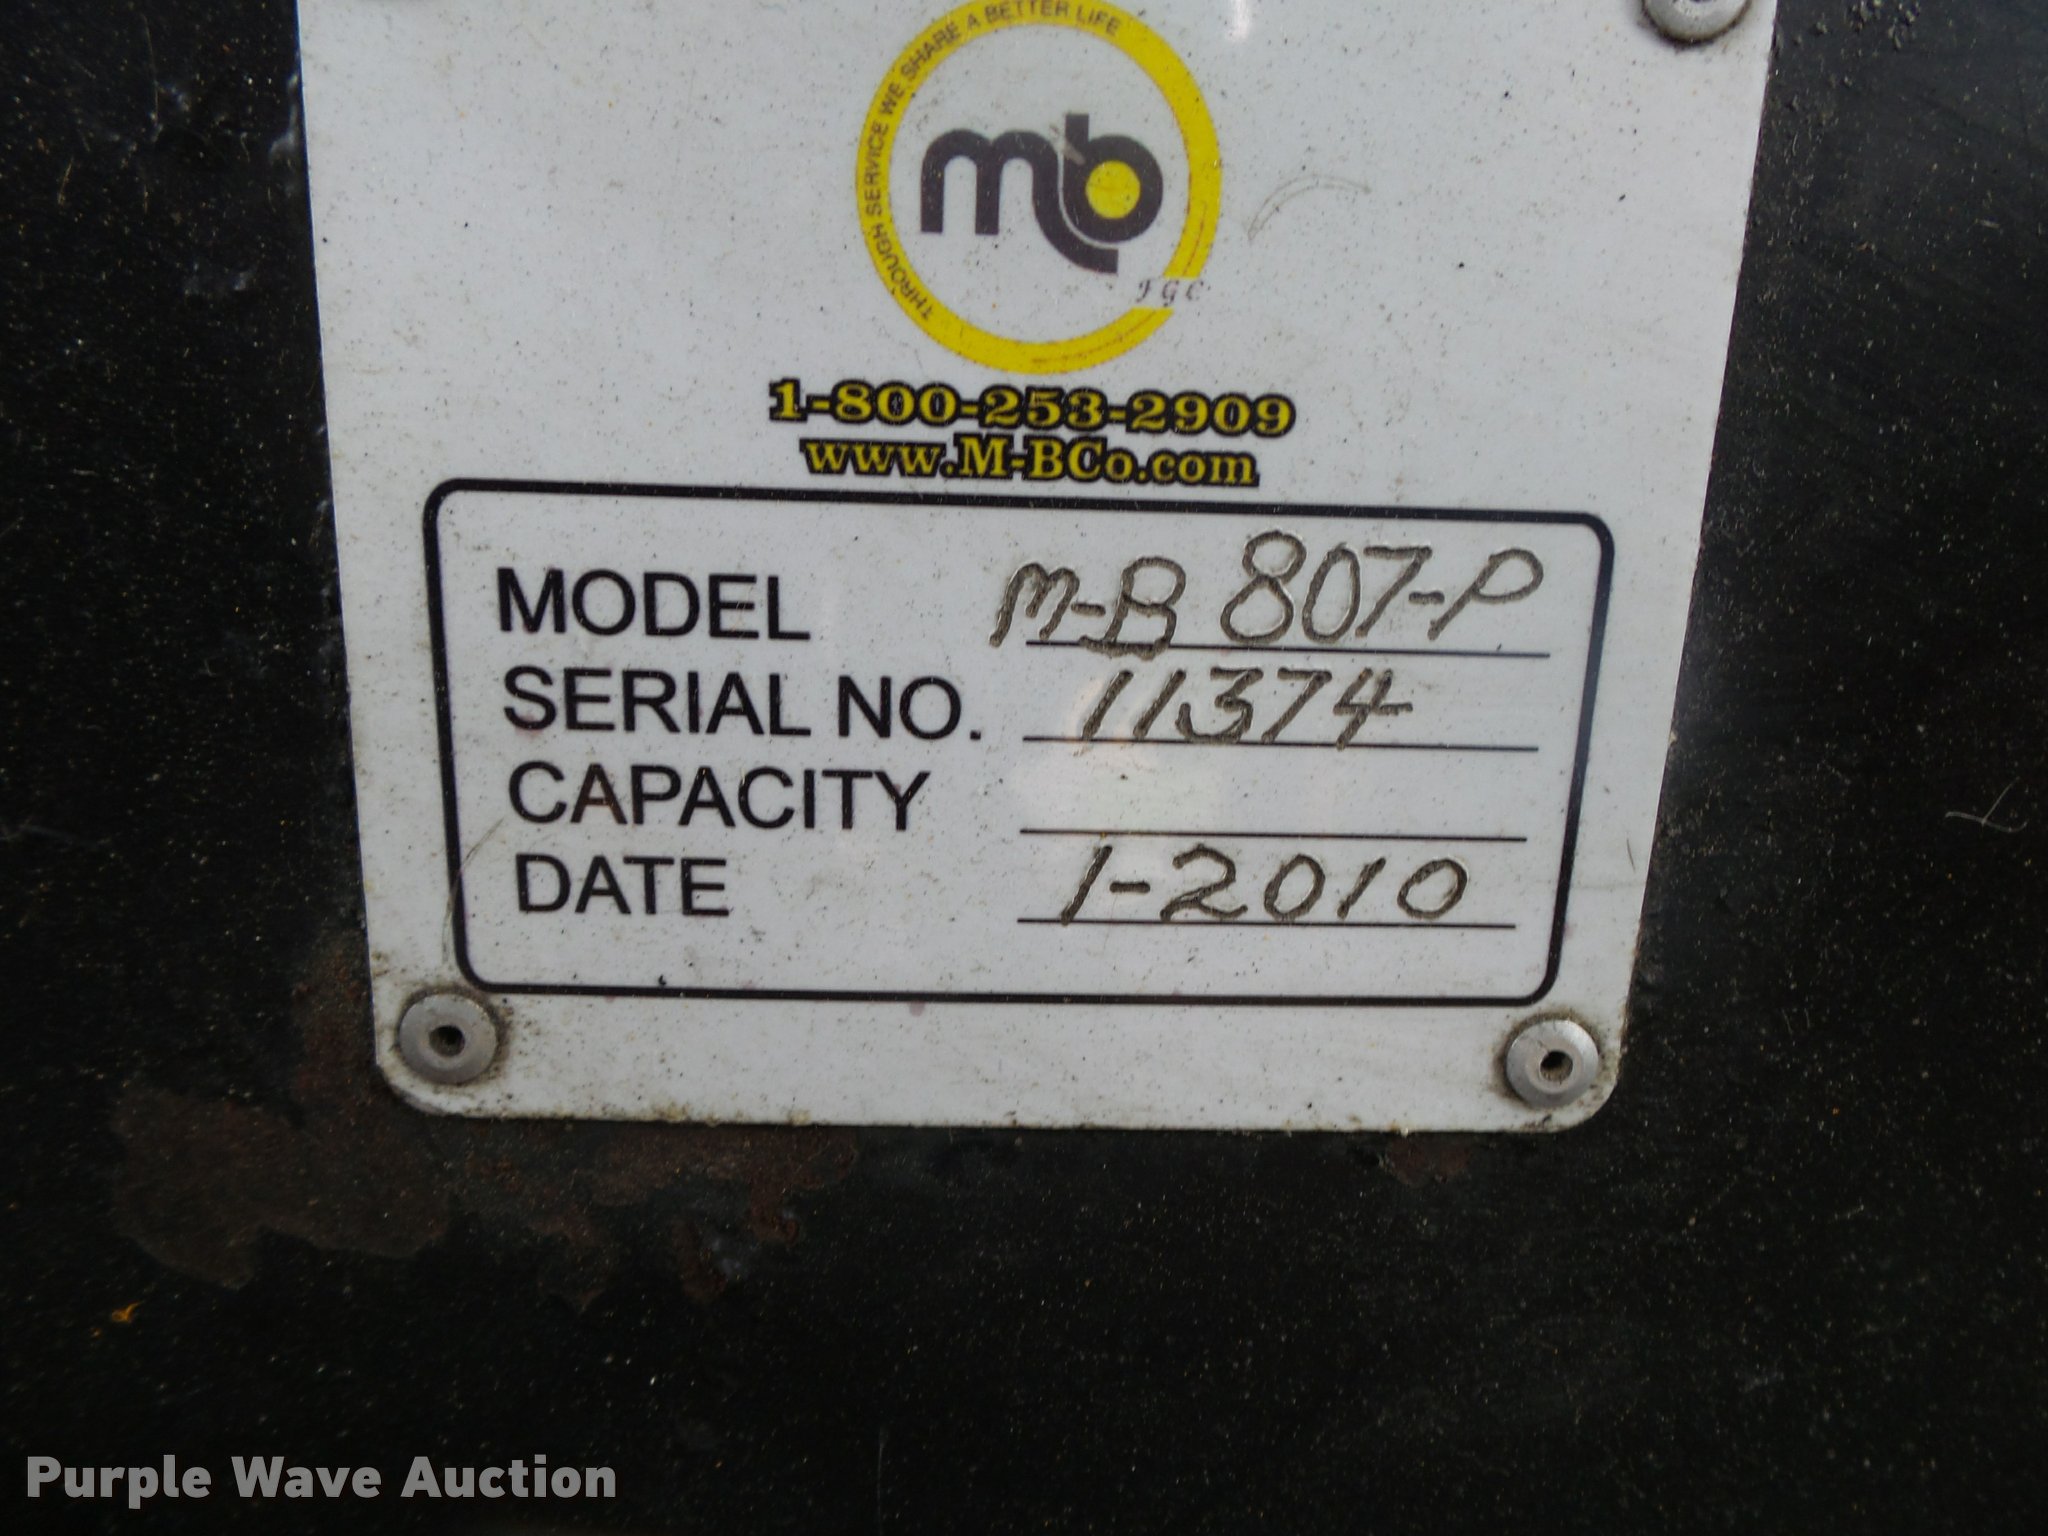 THROUGH SERVICE WE SHARE A BETTER LIFE
mb
1-800-253-2909
www.M-BCo.com
MODEL M-B 807-P
SERIAL NO. 11374
CAPACITY
DATE 1-2010
Purple Wave Auction